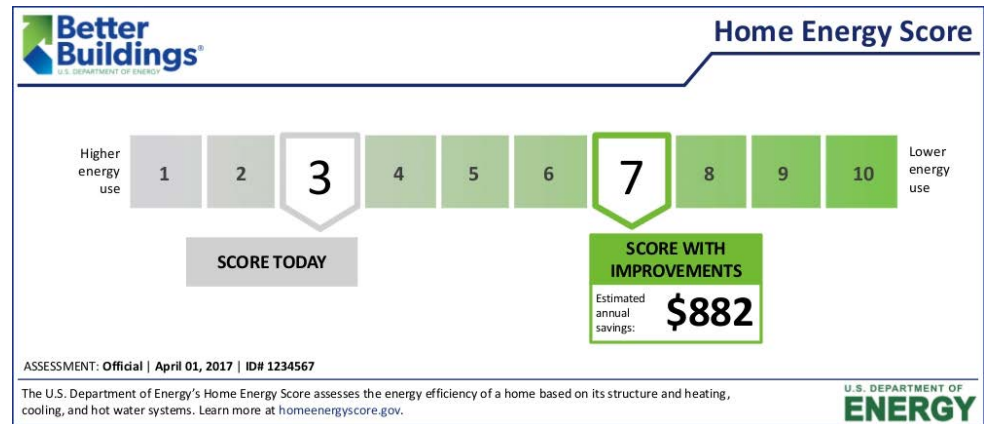 Better
Buildings®
U.S. DEPARTMENT OF ENERGY
Home Energy Score
Higher
energy
use
1 2 3 4 5 6 7 8 9 10
Lower
energy
use
SCORE TODAY
SCORE WITH
IMPROVEMENTS
Estimated
annual
savings:
$882
ASSESSMENT: Official | April 01, 2017 | ID# 1234567
The U.S. Department of Energy’s Home Energy Score assesses the energy efficiency of a home based on its structure and heating,
cooling, and hot water systems. Learn more at homeenergyscore.gov.
U.S. DEPARTMENT OF
ENERGY